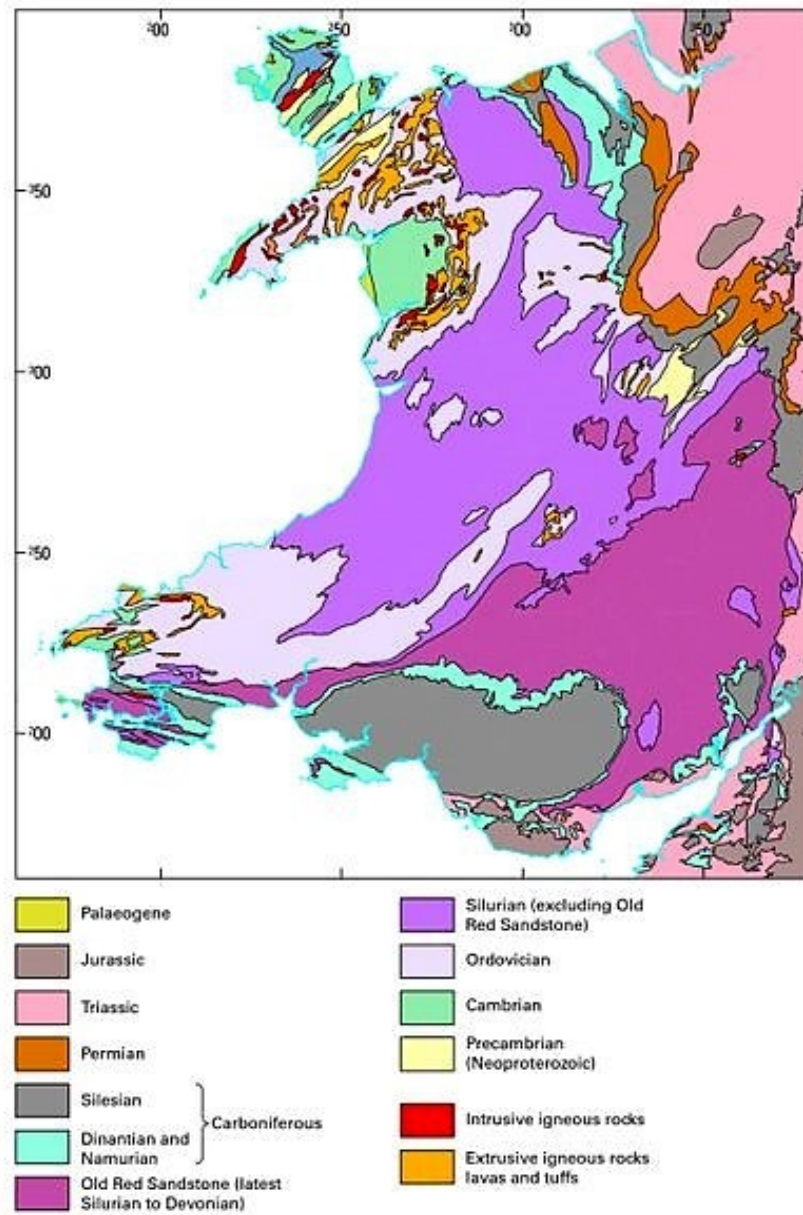 Palaeogene
Jurassic
Triassic
Permian
Silesian
Dinantian and
Namurian
Carboniferous
Old Red Sandstone (latest
Silurian to Devonian)
Silurian (excluding Old
Red Sandstone)
Ordovician
Cambrian
Precambrian
(Neoproterozoic)
Intrusive igneous rocks
Extrusive igneous rocks
lavas and tuffs